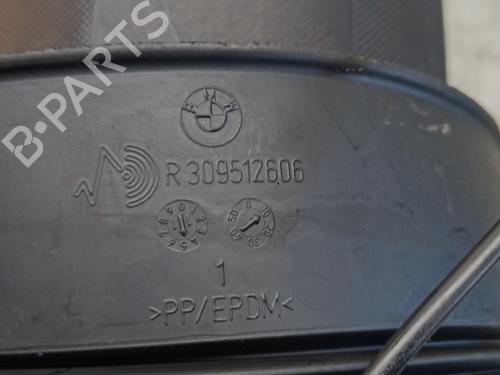 B-PARTS
BMW
R 309512606
1
>PP/EPDM<